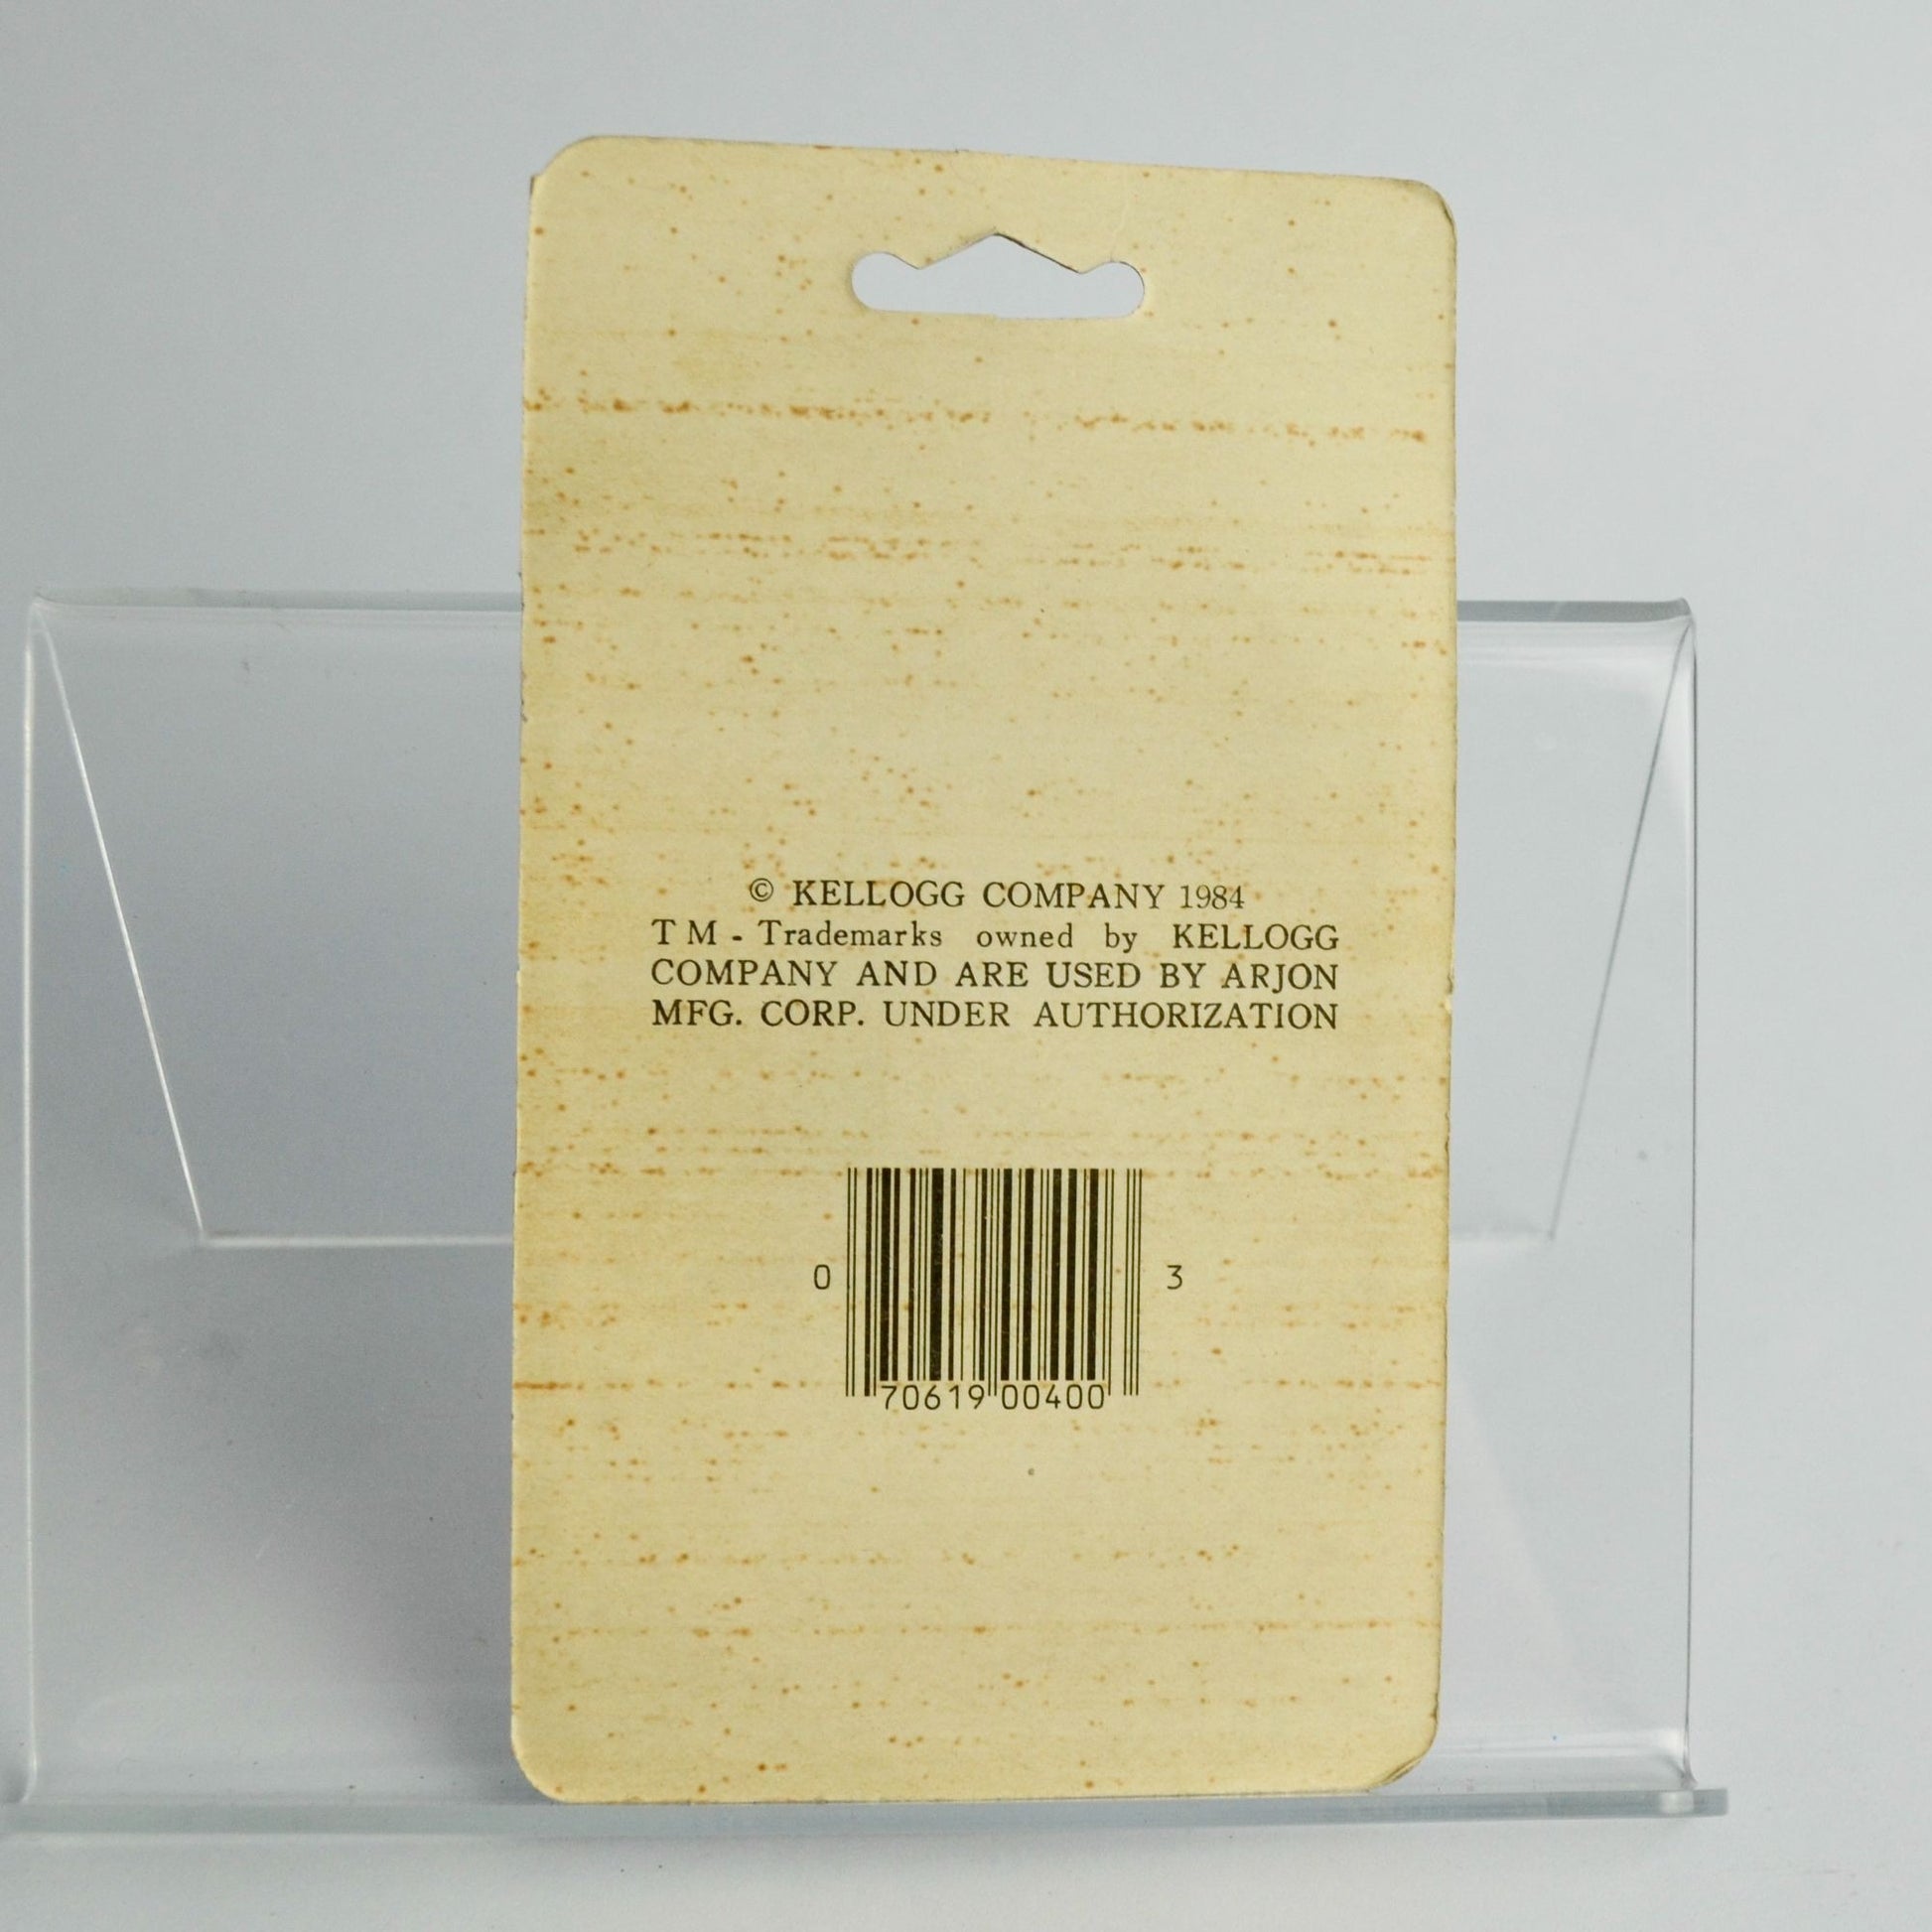 © KELLOGG COMPANY 1984
TM - Trademarks owned by KELLOGG
COMPANY AND ARE USED BY ARJON
MFG. CORP. UNDER AUTHORIZATION
0 70619 00400 3